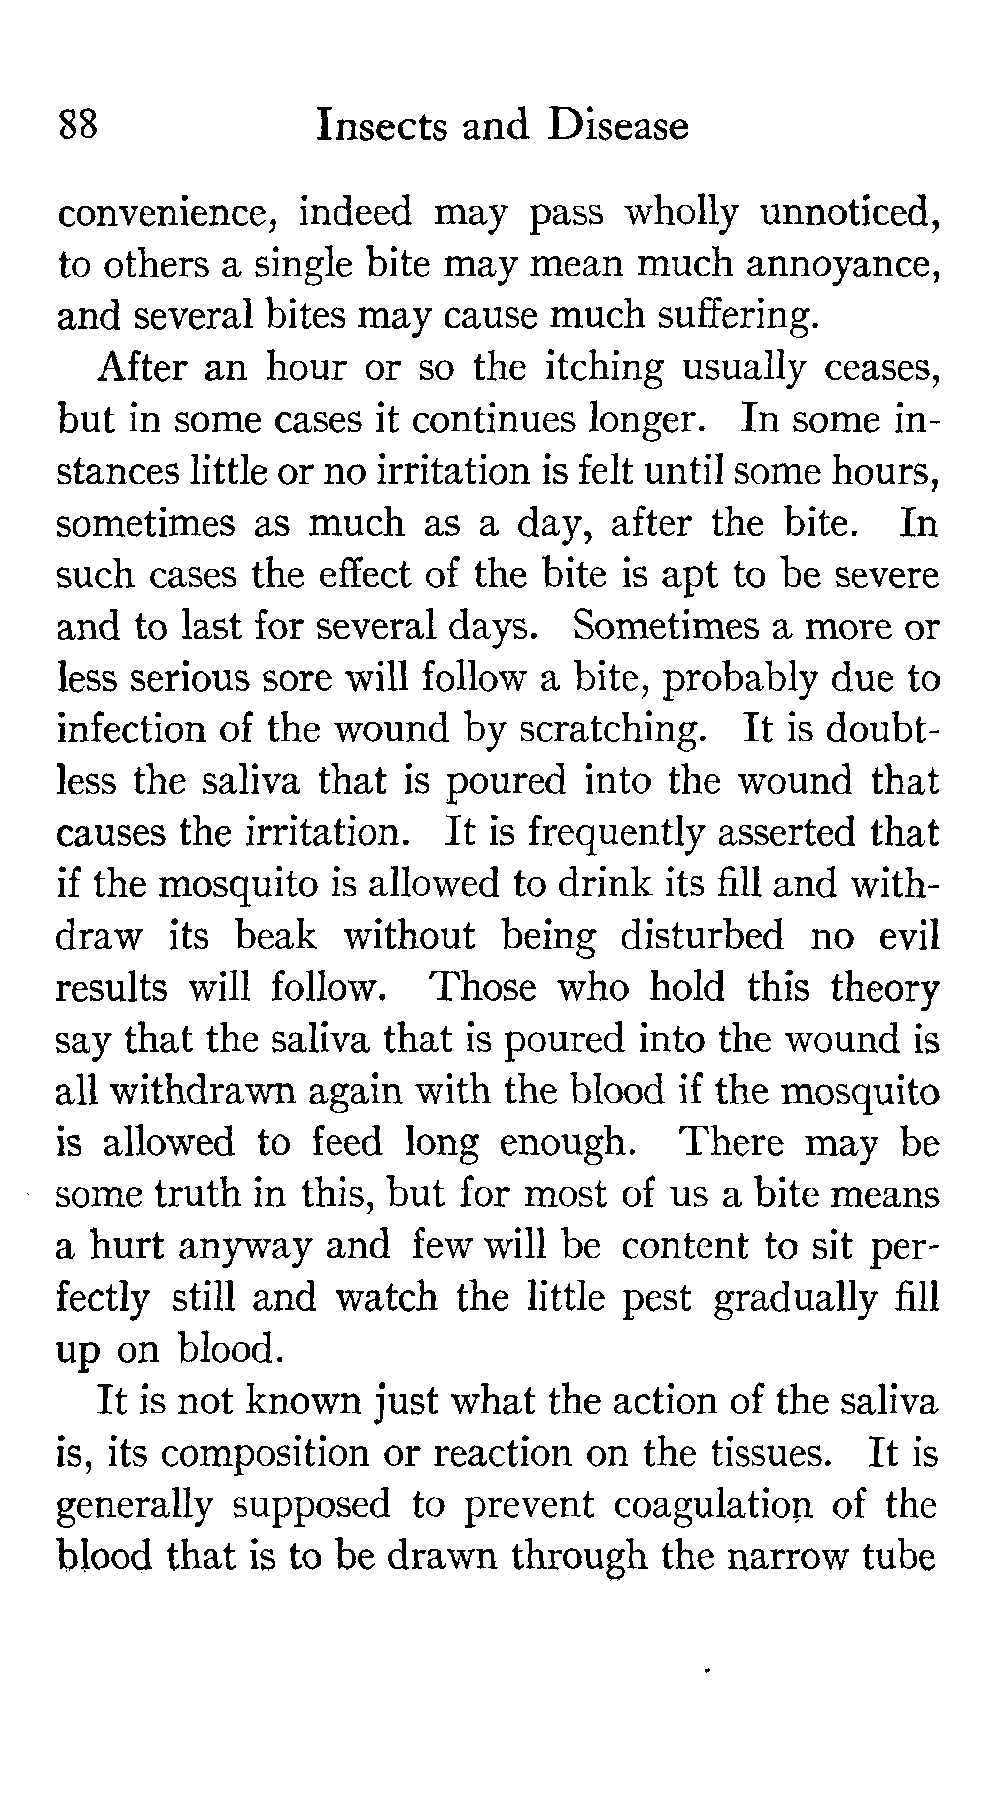 88 Insects and Disease
convenience, indeed may pass wholly unnoticed,
to others a single bite may mean much annoyance,
and several bites may cause much suffering.
After an hour or so the itching usually ceases,
but in some cases it continues longer. In some in-
stances little or no irritation is felt until some hours,
sometimes as much as a day, after the bite. In
such cases the effect of the bite is apt to be severe
and to last for several days. Sometimes a more or
less serious sore will follow a bite, probably due to
infection of the wound by scratching. It is doubt-
less the saliva that is poured into the wound that
causes the irritation. It is frequently asserted that
if the mosquito is allowed to drink its fill and with-
draw its beak without being disturbed no evil
results will follow. Those who hold this theory
say that the saliva that is poured into the wound is
all withdrawn again with the blood if the mosquito
is allowed to feed long enough. There may be
some truth in this, but for most of us a bite means
a hurt anyway and few will be content to sit per-
fectly still and watch the little pest gradually fill
up on blood.
It is not known just what the action of the saliva
is, its composition or reaction on the tissues. It is
generally supposed to prevent coagulation of the
blood that is to be drawn through the narrow tube